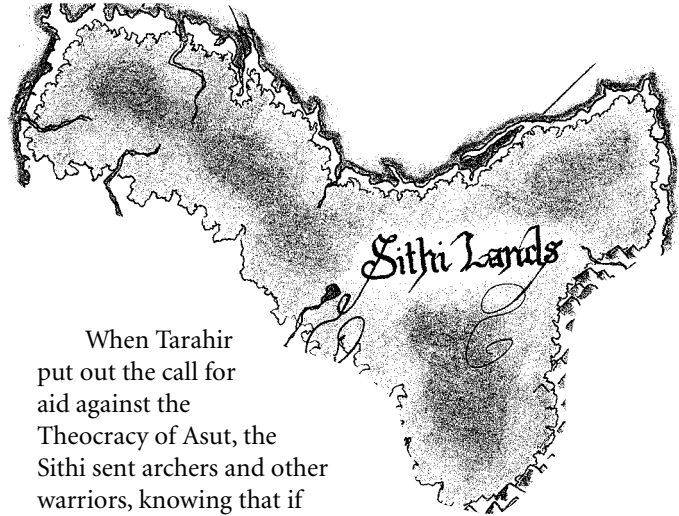 Sithi Lands
When Tarahir
put out the call for
aid against the
Theocracy of Asut, the
Sithi sent archers and other
warriors, knowing that if